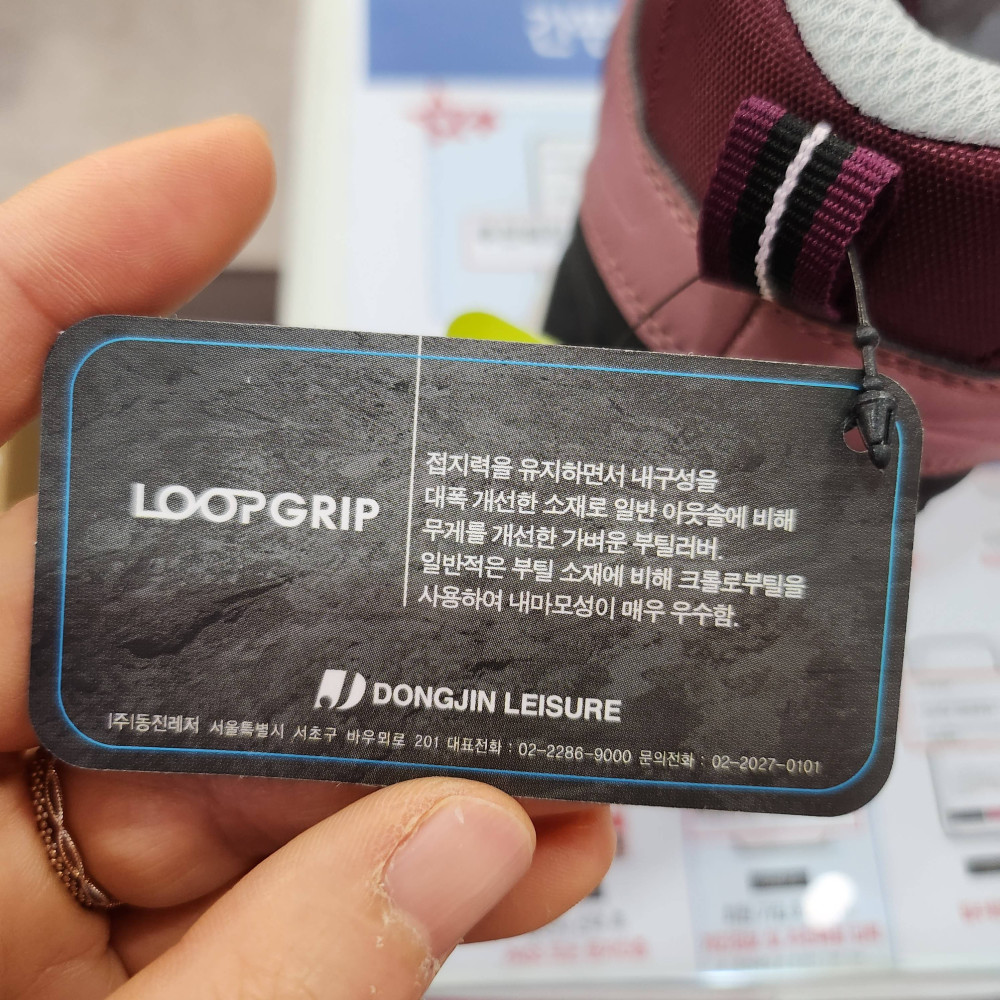 간편
LOOPGRIP
접지력을 유지하면서 내구성을
대폭 개선한 소재로 일반 아웃솔에 비해
무게를 개선한 가벼운 부틸러버.
일반적은 부틸 소재에 비해 크롤로부틸을
사용하여 내마모성이 매우 우수함.
DONGJIN LEISURE
(주)동진레저 서울특별시 서초구 바우뫼로 201 대표전화 : 02-2286-9000 문의전화 : 02-2027-0101